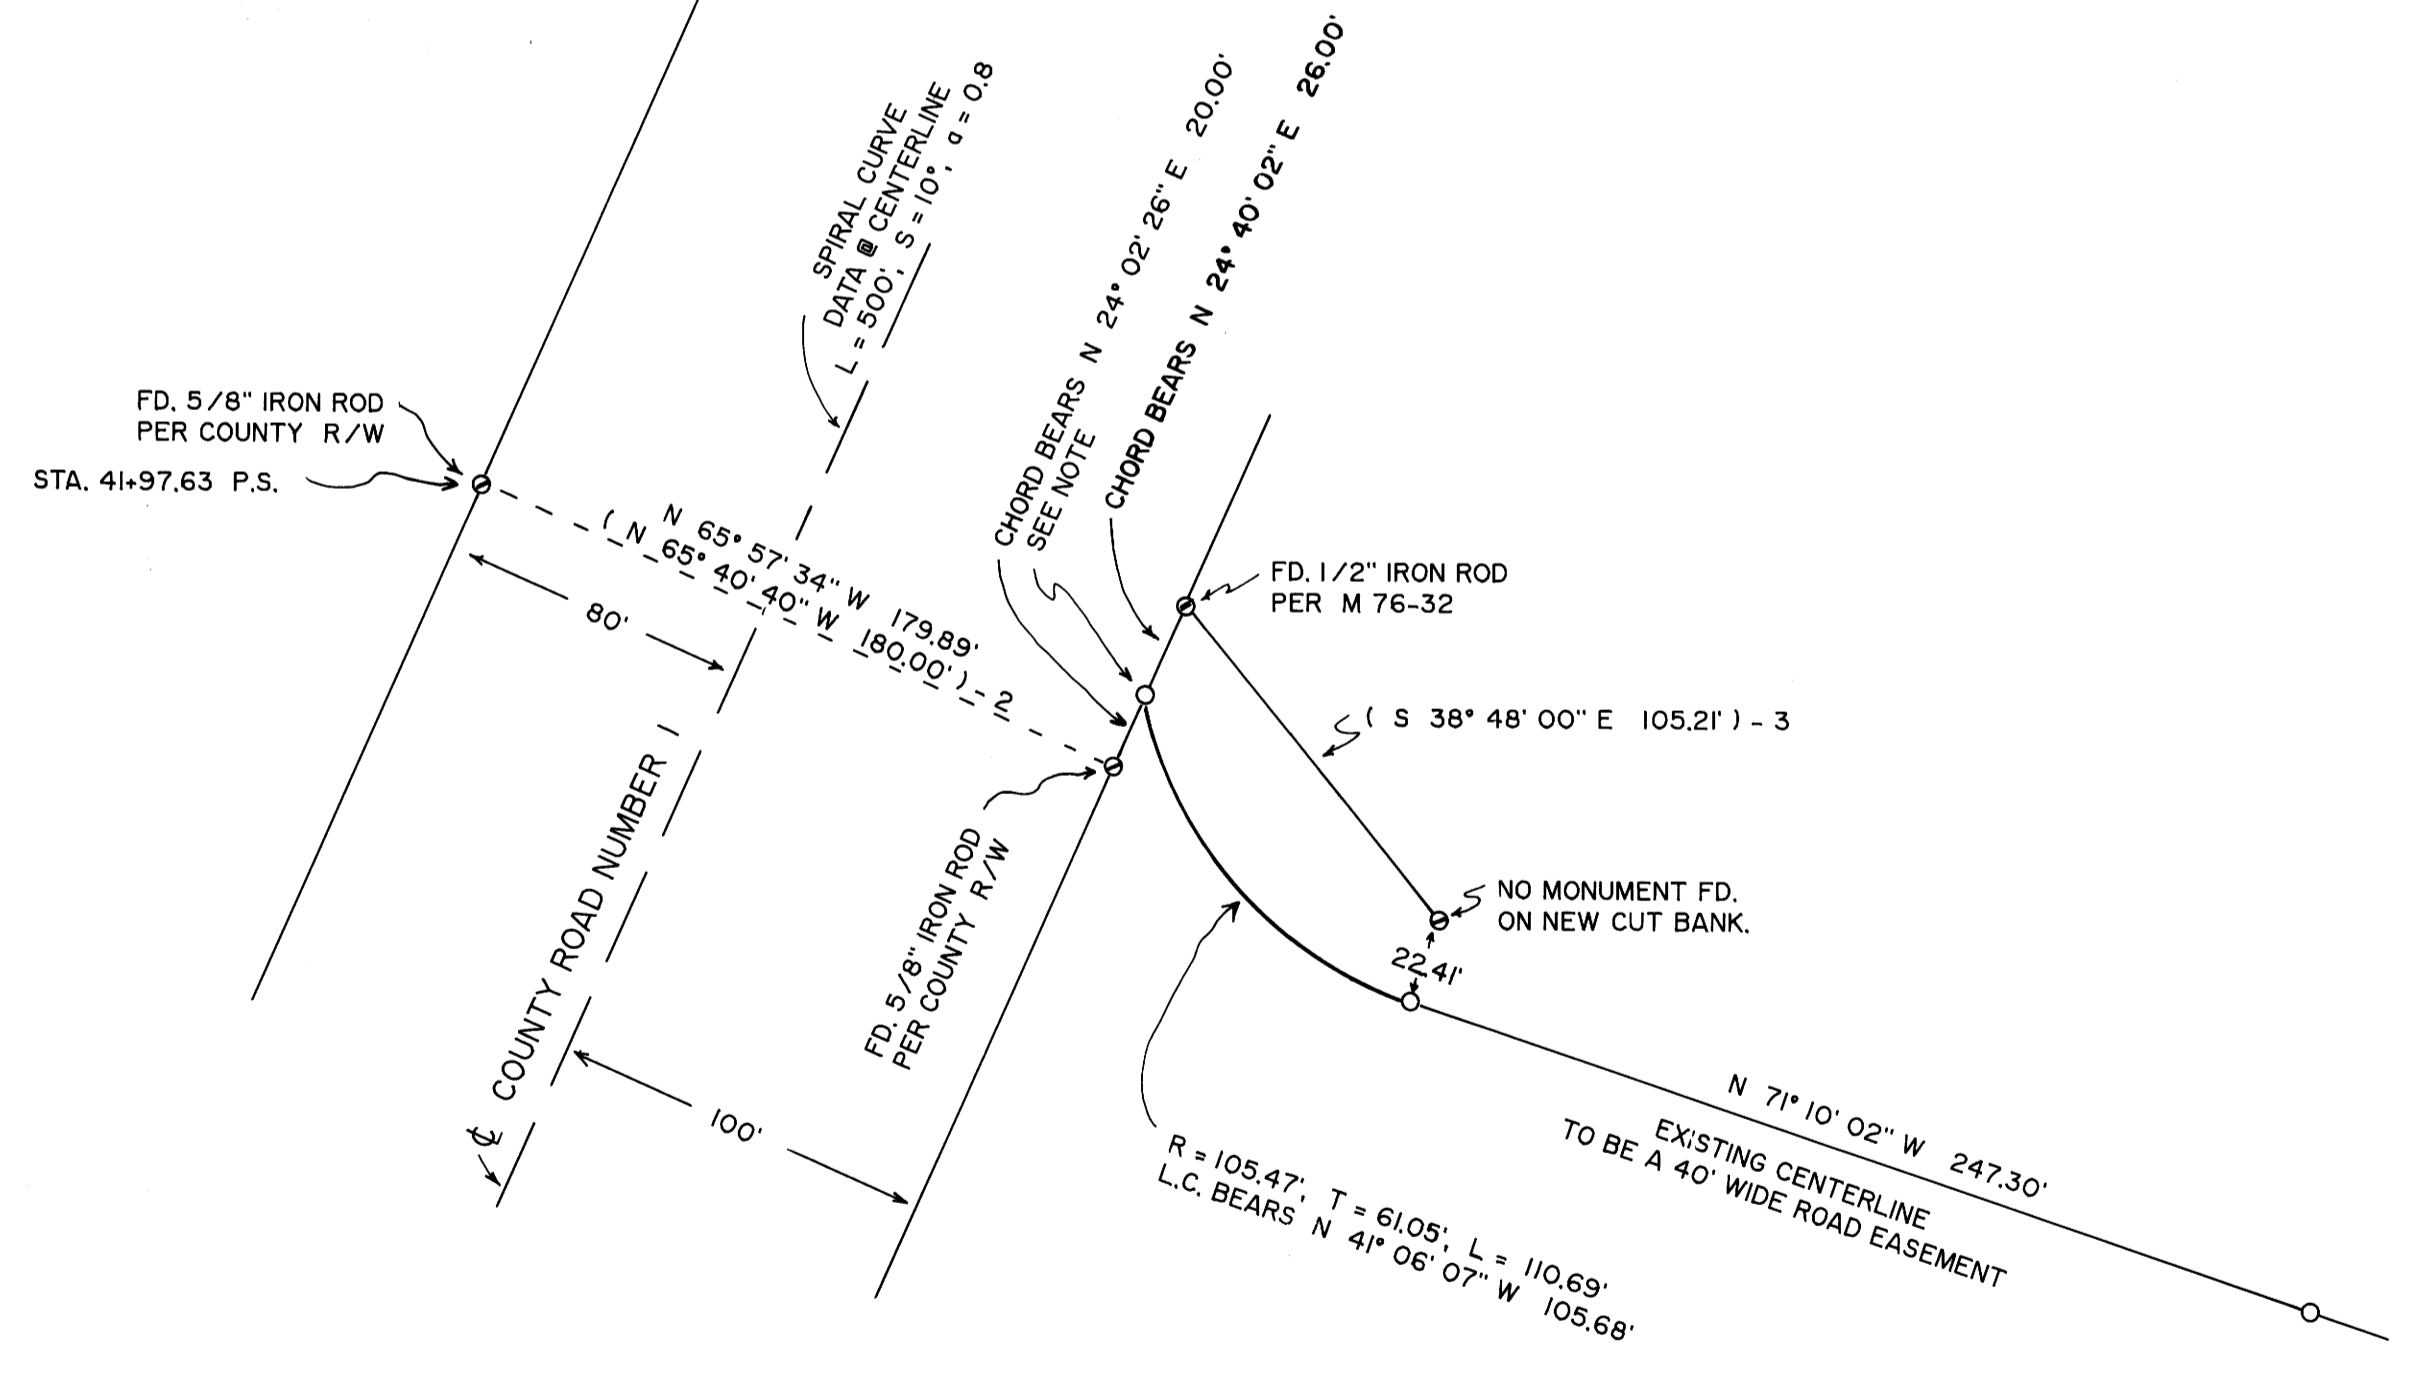 FD. 5/8" IRON ROD
PER COUNTY R/W
STA. 41+97.63 P.S.
SPIRAL CURVE
DATA @ CENTERLINE
L = 500', S = 10°, a = 0.8
CHORD BEARS N 24° 02' 26" E 20.00'
SEE NOTE
CHORD BEARS N 24° 40' 02" E 26.00'
N 65° 57' 34" W 179.89'
( N 65° 40' 40" W 180.00' ) - 2
80'
FD. 1/2" IRON ROD
PER M 76-32
( S 38° 48' 00" E 105.21' ) - 3
NO MONUMENT FD.
ON NEW CUT BANK.
22.41'
FD. 5/8" IRON ROD
PER COUNTY R/W
℄ COUNTY ROAD NUMBER 1
100'
R = 105.47', T = 61.05', L = 110.69'
L.C. BEARS N 41° 06' 07" W 105.68'
N 71° 10' 02" W 247.30'
EXISTING CENTERLINE
TO BE A 40' WIDE ROAD EASEMENT